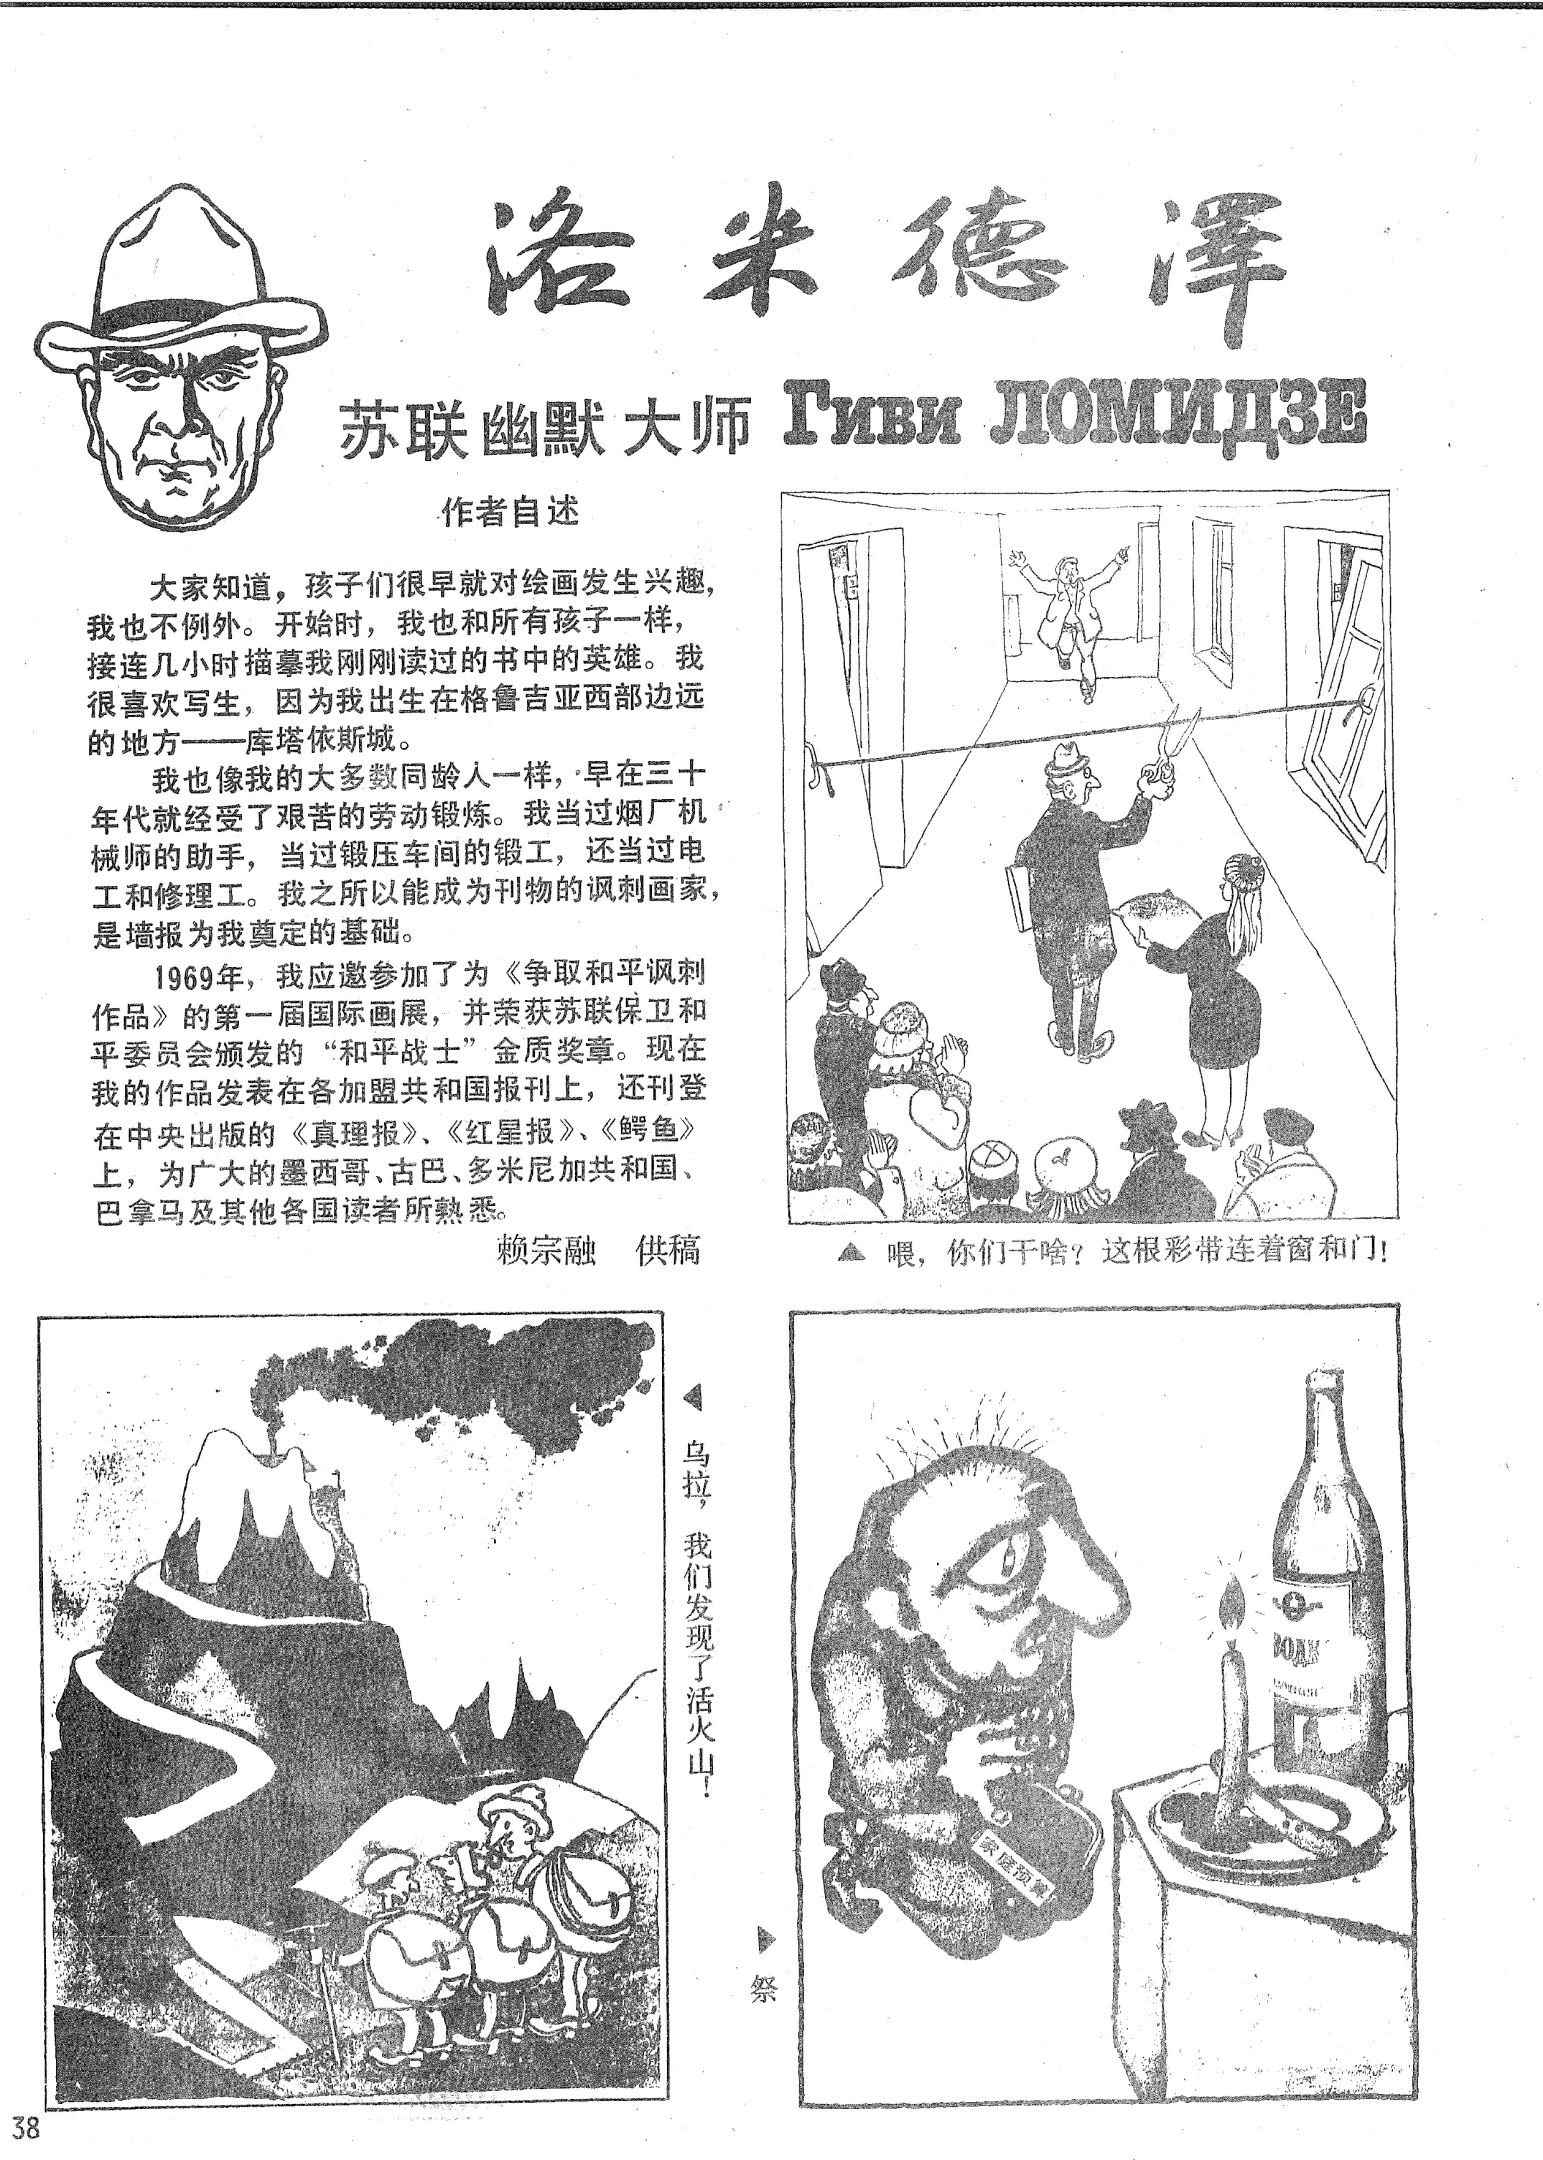 洛米德澤
苏联幽默大师 Гиви ЛОМИДЗЕ
作者自述
大家知道，孩子们很早就对绘画发生兴趣，
我也不例外。开始时，我也和所有孩子一样，
接连几小时描摹我刚刚读过的书中的英雄。我
很喜欢写生，因为我出生在格鲁吉亚西部边远
的地方——库塔依斯城。
我也像我的大多数同龄人一样，早在三十
年代就经受了艰苦的劳动锻炼。我当过烟厂机
械师的助手，当过锻压车间的锻工，还当过电
工和修理工。我之所以能成为刊物的讽刺画家，
是墙报为我奠定的基础。
1969年，我应邀参加了为《争取和平讽刺
作品》的第一届国际画展，并荣获苏联保卫和
平委员会颁发的“和平战士”金质奖章。现在
我的作品发表在各加盟共和国报刊上，还刊登
在中央出版的《真理报》、《红星报》、《鳄鱼》
上，为广大的墨西哥、古巴、多米尼加共和国、
巴拿马及其他各国读者所熟悉。
赖宗融　供稿
▲ 喂，你们干啥？这根彩带连着窗和门！
◀ 乌拉，我们发现了活火山！
ВОДК
家庭预算
▶ 祭
38